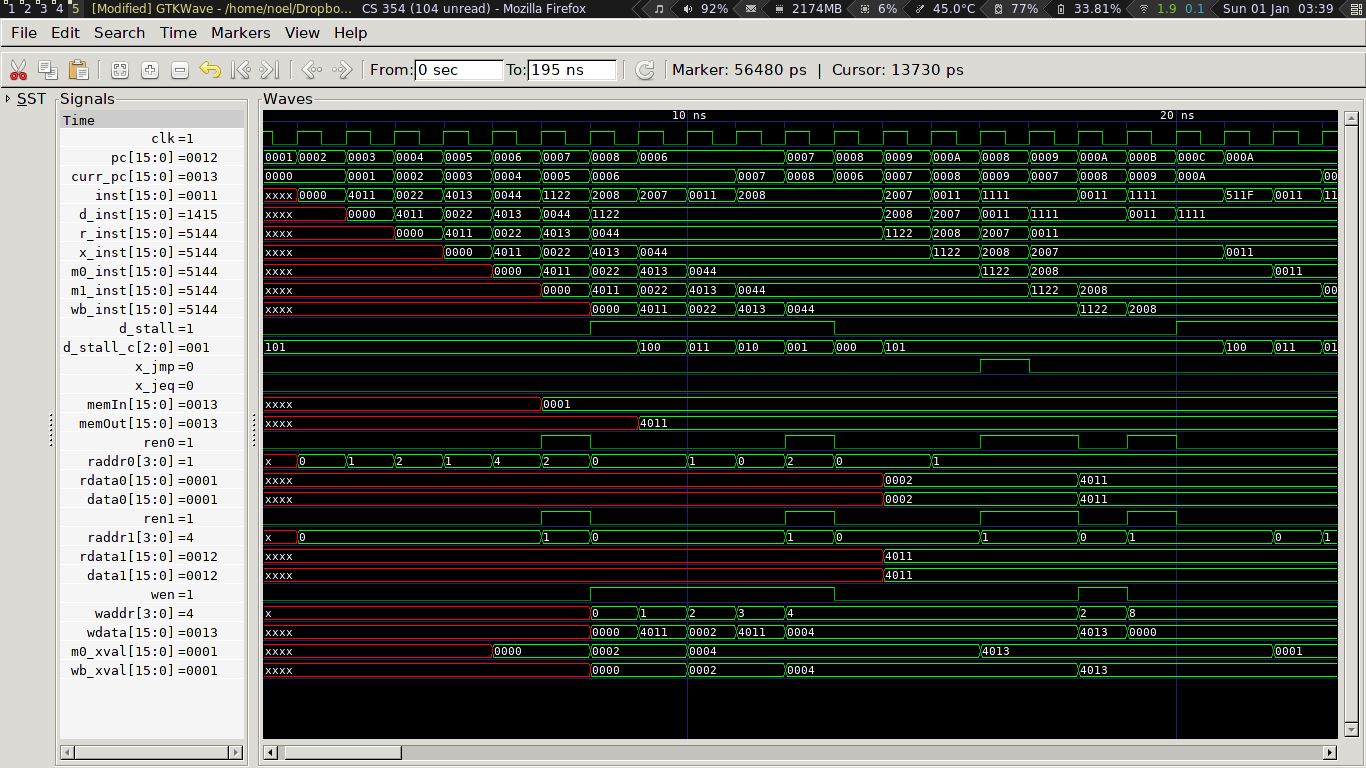 1 2 3 4 5 [Modified] GTKWave - /home/noel/Dropbo... CS 354 (104 unread) - Mozilla Firefox 92% 2174MB 6% 45.0°C 77% 33.81% 1.9 0.1 Sun 01 Jan 03:39
File Edit Search Time Markers View Help
From: 0 sec To: 195 ns Marker: 56480 ps | Cursor: 13730 ps
SST Signals Waves
Time 10 ns 20 ns
clk=1
pc[15:0]=0012 0001 0002 0003 0004 0005 0006 0007 0008 0006 0007 0008 0009 000A 0008 0009 000A 000B 000C 000A
curr_pc[15:0]=0013 0000 0001 0002 0003 0004 0005 0006 0007 0008 0006 0007 0008 0009 0007 0008 0009 000A 00
inst[15:0]=0011 xxxx 0000 4011 0022 4013 0044 1122 2008 2007 0011 2008 2007 0011 1111 0011 1111 511F 0011 11
d_inst=1415 xxxx 0000 4011 0022 4013 0044 1122 2008 2007 0011 1111 0011 1111
r_inst=5144 xxxx 0000 4011 0022 4013 0044 1122 2008 2007 0011
x_inst=5144 xxxx 0000 4011 0022 4013 0044 1122 2008 2007 0011
m0_inst=5144 xxxx 0000 4011 0022 4013 0044 1122 2008 0011
m1_inst=5144 xxxx 0000 4011 0022 4013 0044 1122 2008 00
wb_inst=5144 xxxx 0000 4011 0022 4013 0044 1122 2008
d_stall=1
d_stall_c[2:0]=001 101 100 011 010 001 000 101 100 011 01
x_jmp=0
x_jeq=0
memIn[15:0]=0013 xxxx 0001
memOut[15:0]=0013 xxxx 4011
ren0=1
raddr0[3:0]=1 x 0 1 2 1 4 2 0 1 0 2 0 1
rdata0[15:0]=0001 xxxx 0002 4011
data0[15:0]=0001 xxxx 0002 4011
ren1=1
raddr1[3:0]=4 x 0 1 0 1 0 1 0 1 0 1
rdata1[15:0]=0012 xxxx 4011
data1[15:0]=0012 xxxx 4011
wen=1
waddr[3:0]=4 x 0 1 2 3 4 2 8
wdata[15:0]=0013 xxxx 0000 4011 0002 4011 0004 4013 0000
m0_xval[15:0]=0001 xxxx 0000 0002 0004 4013 0001
wb_xval[15:0]=0001 xxxx 0000 0002 0004 4013